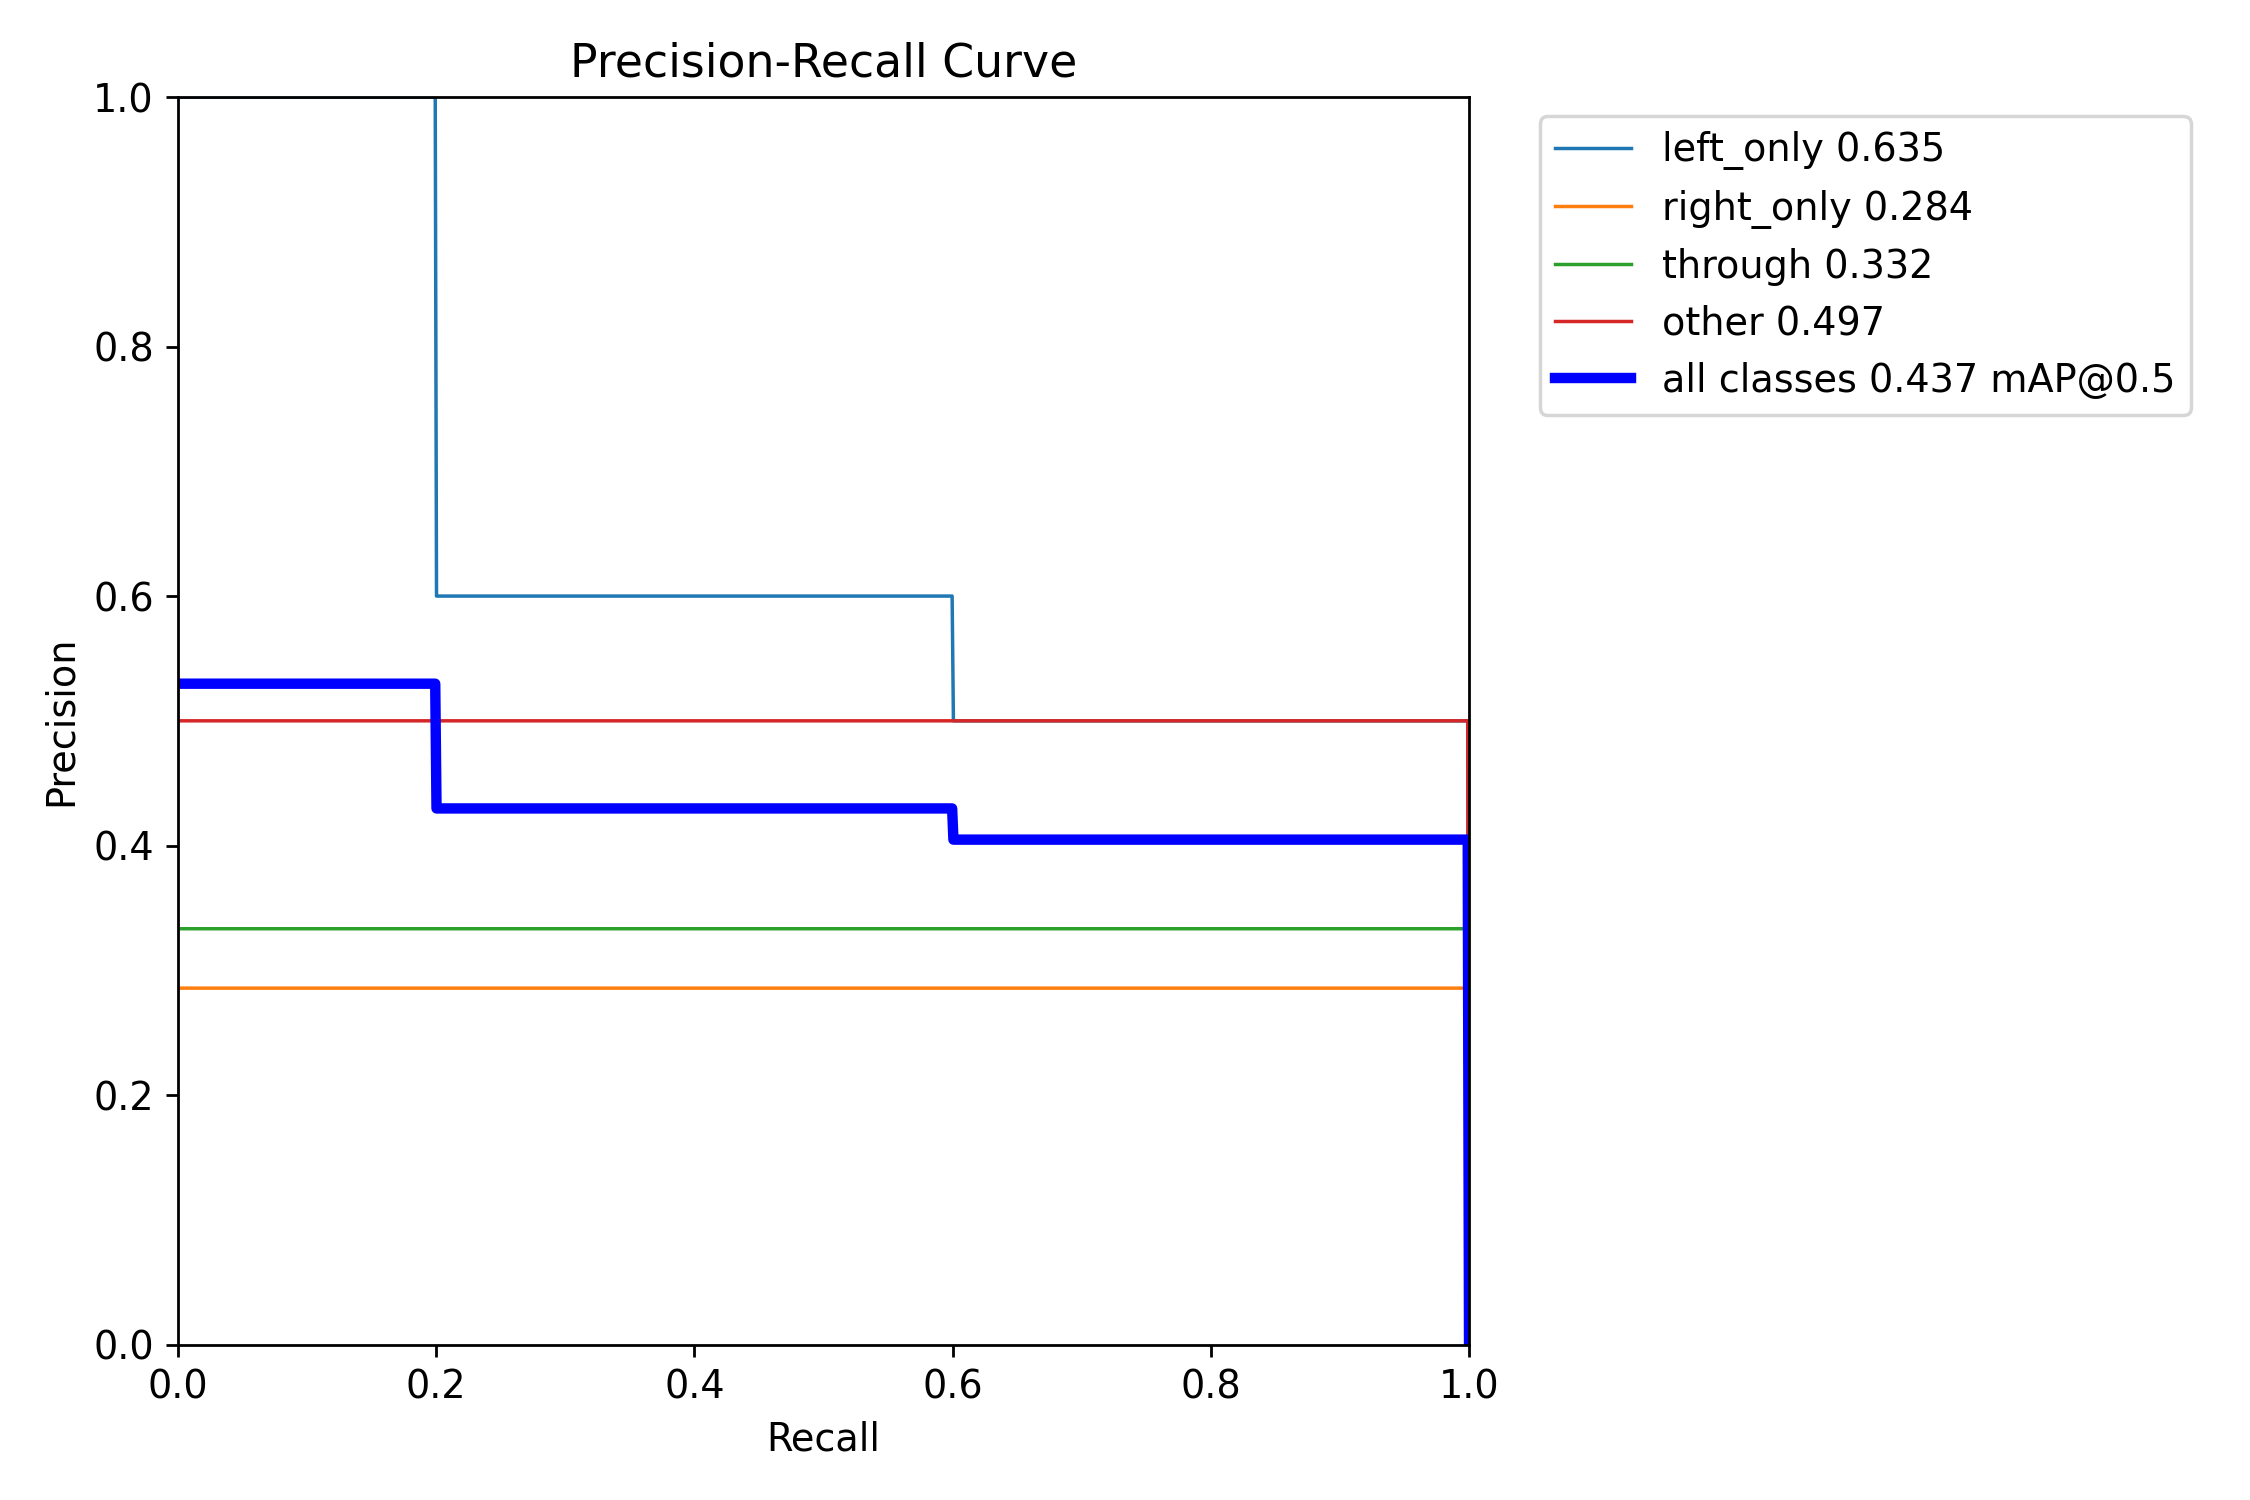 Precision-Recall Curve
1.0
0.8
0.6
0.4
0.2
0.0
Precision
0.0 0.2 0.4 0.6 0.8 1.0
Recall
left_only 0.635
right_only 0.284
through 0.332
other 0.497
all classes 0.437 mAP@0.5